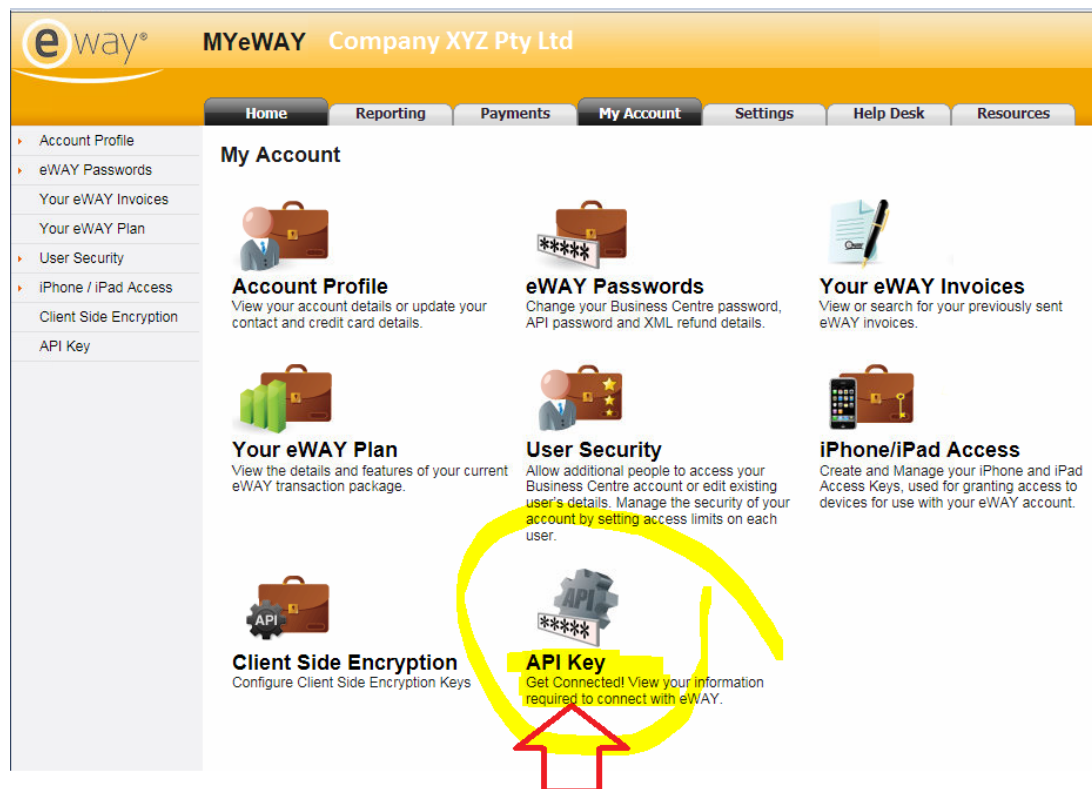 eway®
MYeWAY Company XYZ Pty Ltd
Home Reporting Payments My Account Settings Help Desk Resources
Account Profile
eWAY Passwords
Your eWAY Invoices
Your eWAY Plan
User Security
iPhone / iPad Access
Client Side Encryption
API Key
My Account
Account Profile
View your account details or update your
contact and credit card details.
*****
eWAY Passwords
Change your Business Centre password,
API password and XML refund details.
Your eWAY Invoices
View or search for your previously sent
eWAY invoices.
Your eWAY Plan
View the details and features of your current
eWAY transaction package.
User Security
Allow additional people to access your
Business Centre account or edit existing
user's details. Manage the security of your
account by setting access limits on each
user.
iPhone/iPad Access
Create and Manage your iPhone and iPad
Access Keys, used for granting access to
devices for use with your eWAY account.
API
Client Side Encryption
Configure Client Side Encryption Keys
API
*****
API Key
Get Connected! View your information
required to connect with eWAY.